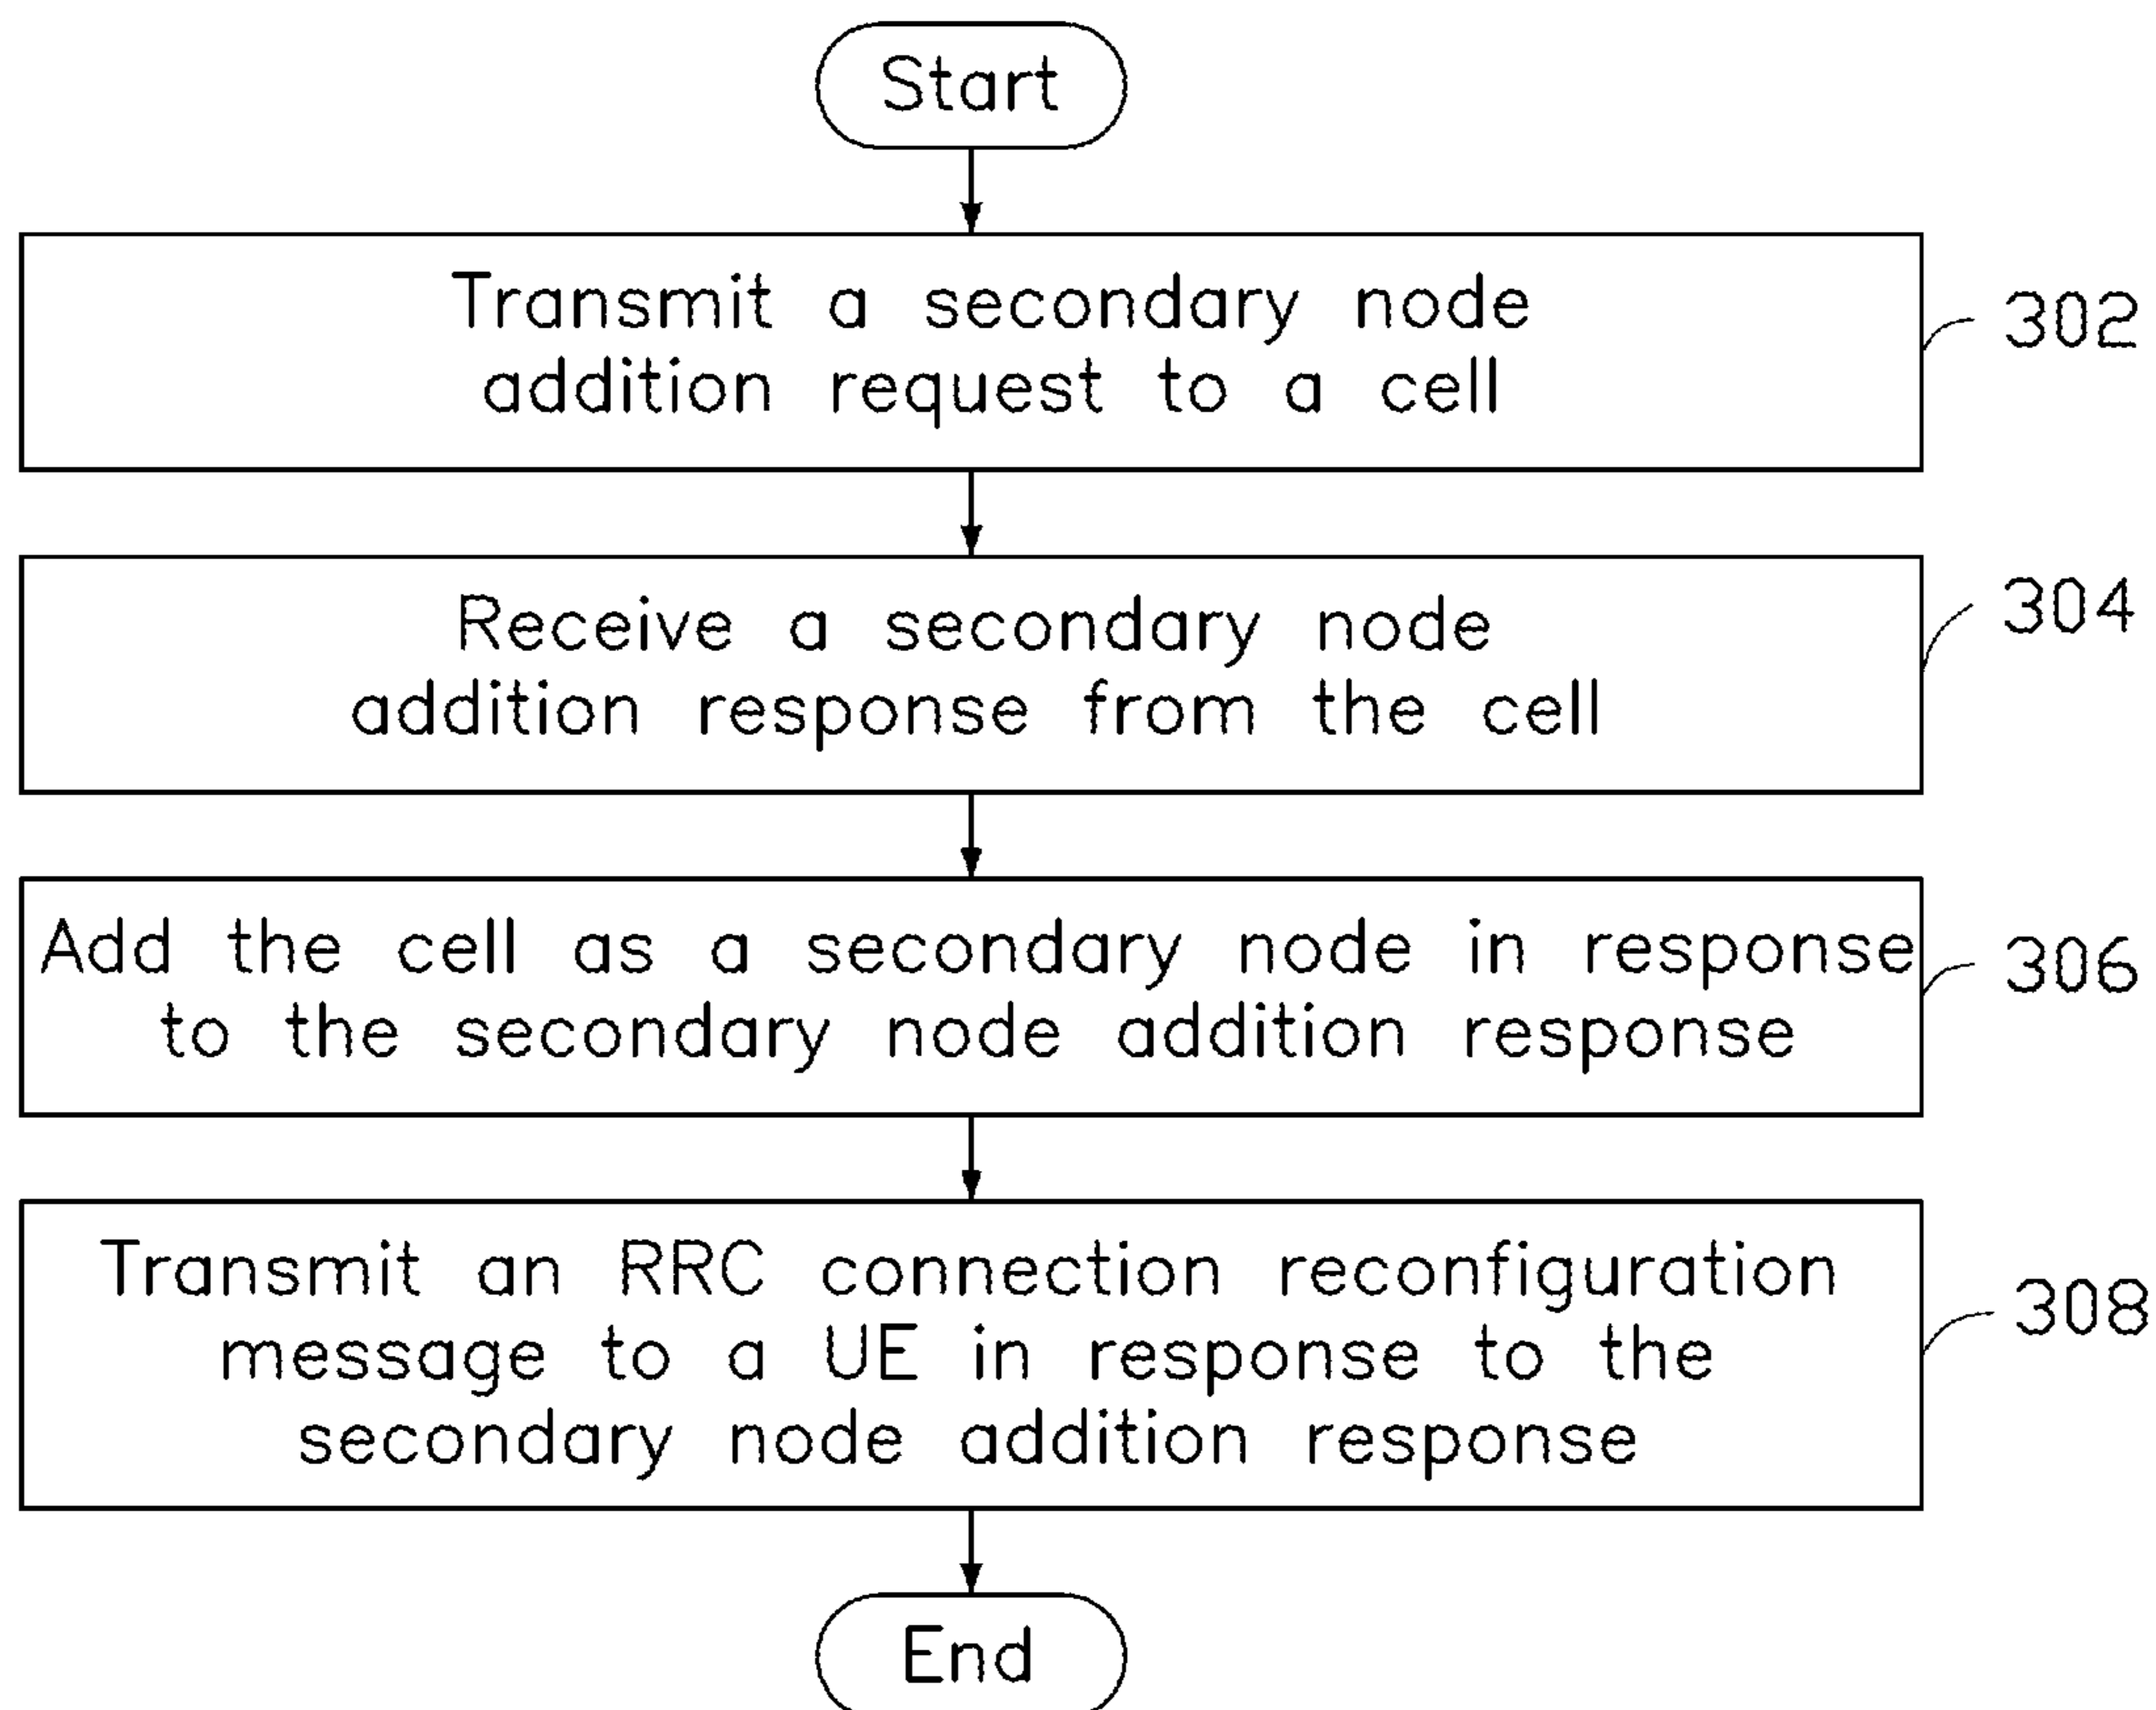 Start
Transmit a secondary node
addition request to a cell
302
Receive a secondary node
addition response from the cell
304
Add the cell as a secondary node in response
to the secondary node addition response
306
Transmit an RRC connection reconfiguration
message to a UE in response to the
secondary node addition response
308
End